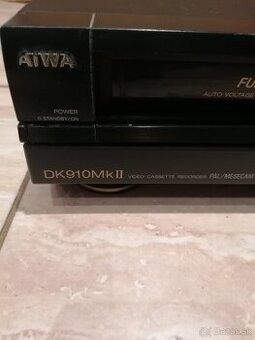 AIWA
FU
AUTO VOLTAGE
POWER
STANDBY/ON
DK910MkII VIDEO CASSETTE RECORDER PAL/MESECAM